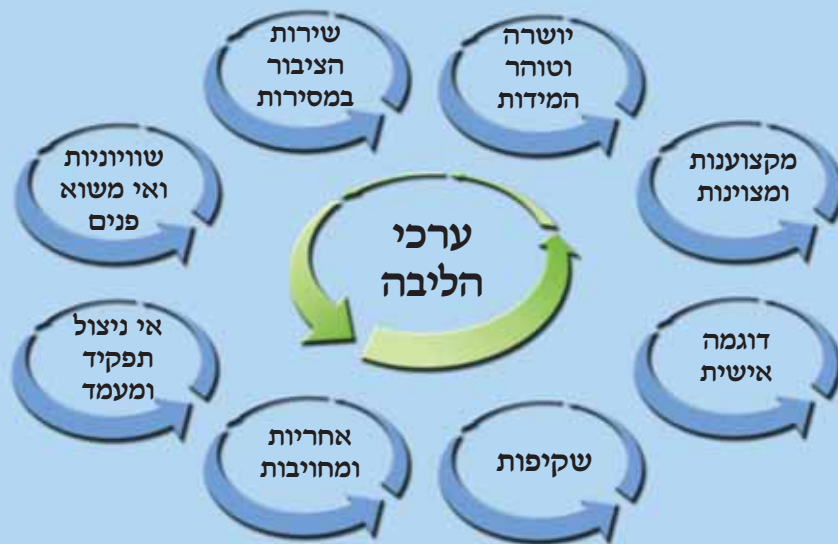 יושרה
וטוהר
המידות
שירות
הציבור
במסירות
מקצוענות
ומצוינות
שוויוניות
ואי משוא
פנים
ערכי
הליבה
דוגמה
אישית
אי ניצול
תפקיד
ומעמד
שקיפות
אחריות
ומחויבות